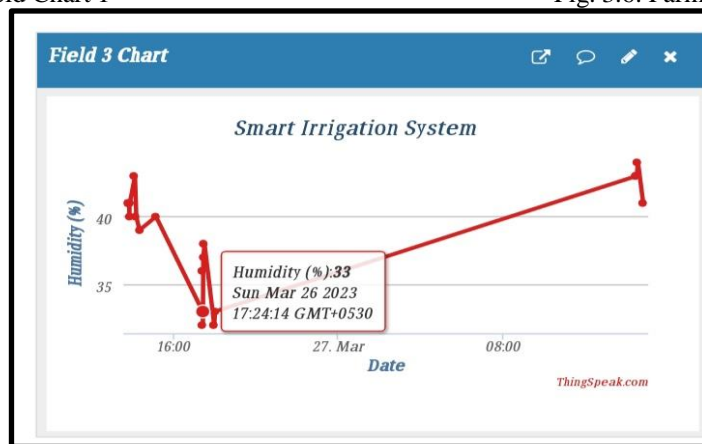 Field 3 Chart
Smart Irrigation System
Humidity (%)
40
35
Humidity (%):33
Sun Mar 26 2023
17:24:14 GMT+0530
16:00
27. Mar
08:00
Date
ThingSpeak.com